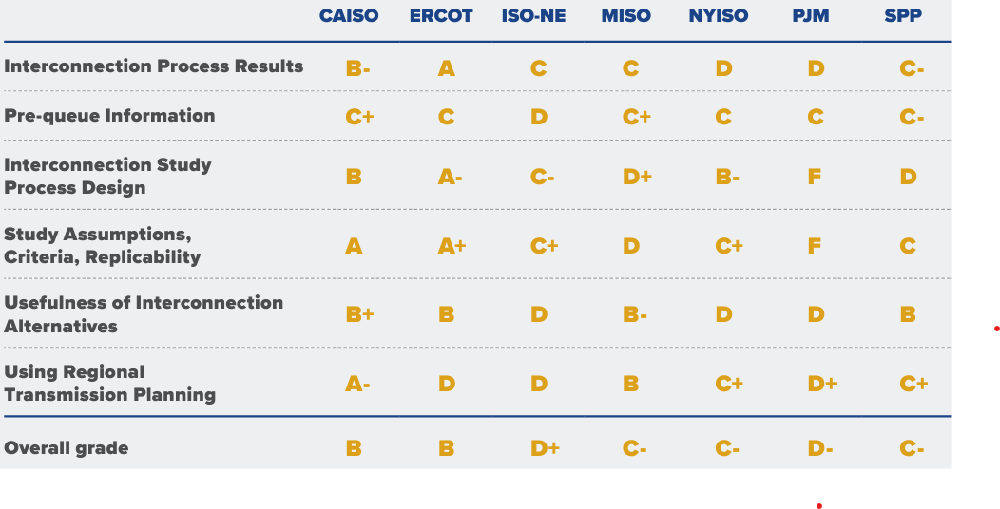 CAISO ERCOT ISO-NE MISO NYISO PJM SPP
Interconnection Process Results B- A C C D D C-
Pre-queue Information C+ C D C+ C C C-
Interconnection Study
Process Design B A- C- D+ B- F D
Study Assumptions,
Criteria, Replicability A A+ C+ D C+ F C
Usefulness of Interconnection
Alternatives B+ B D B- D D B
Using Regional
Transmission Planning A- D D B C+ D+ C+
Overall grade B B D+ C- C- D- C-